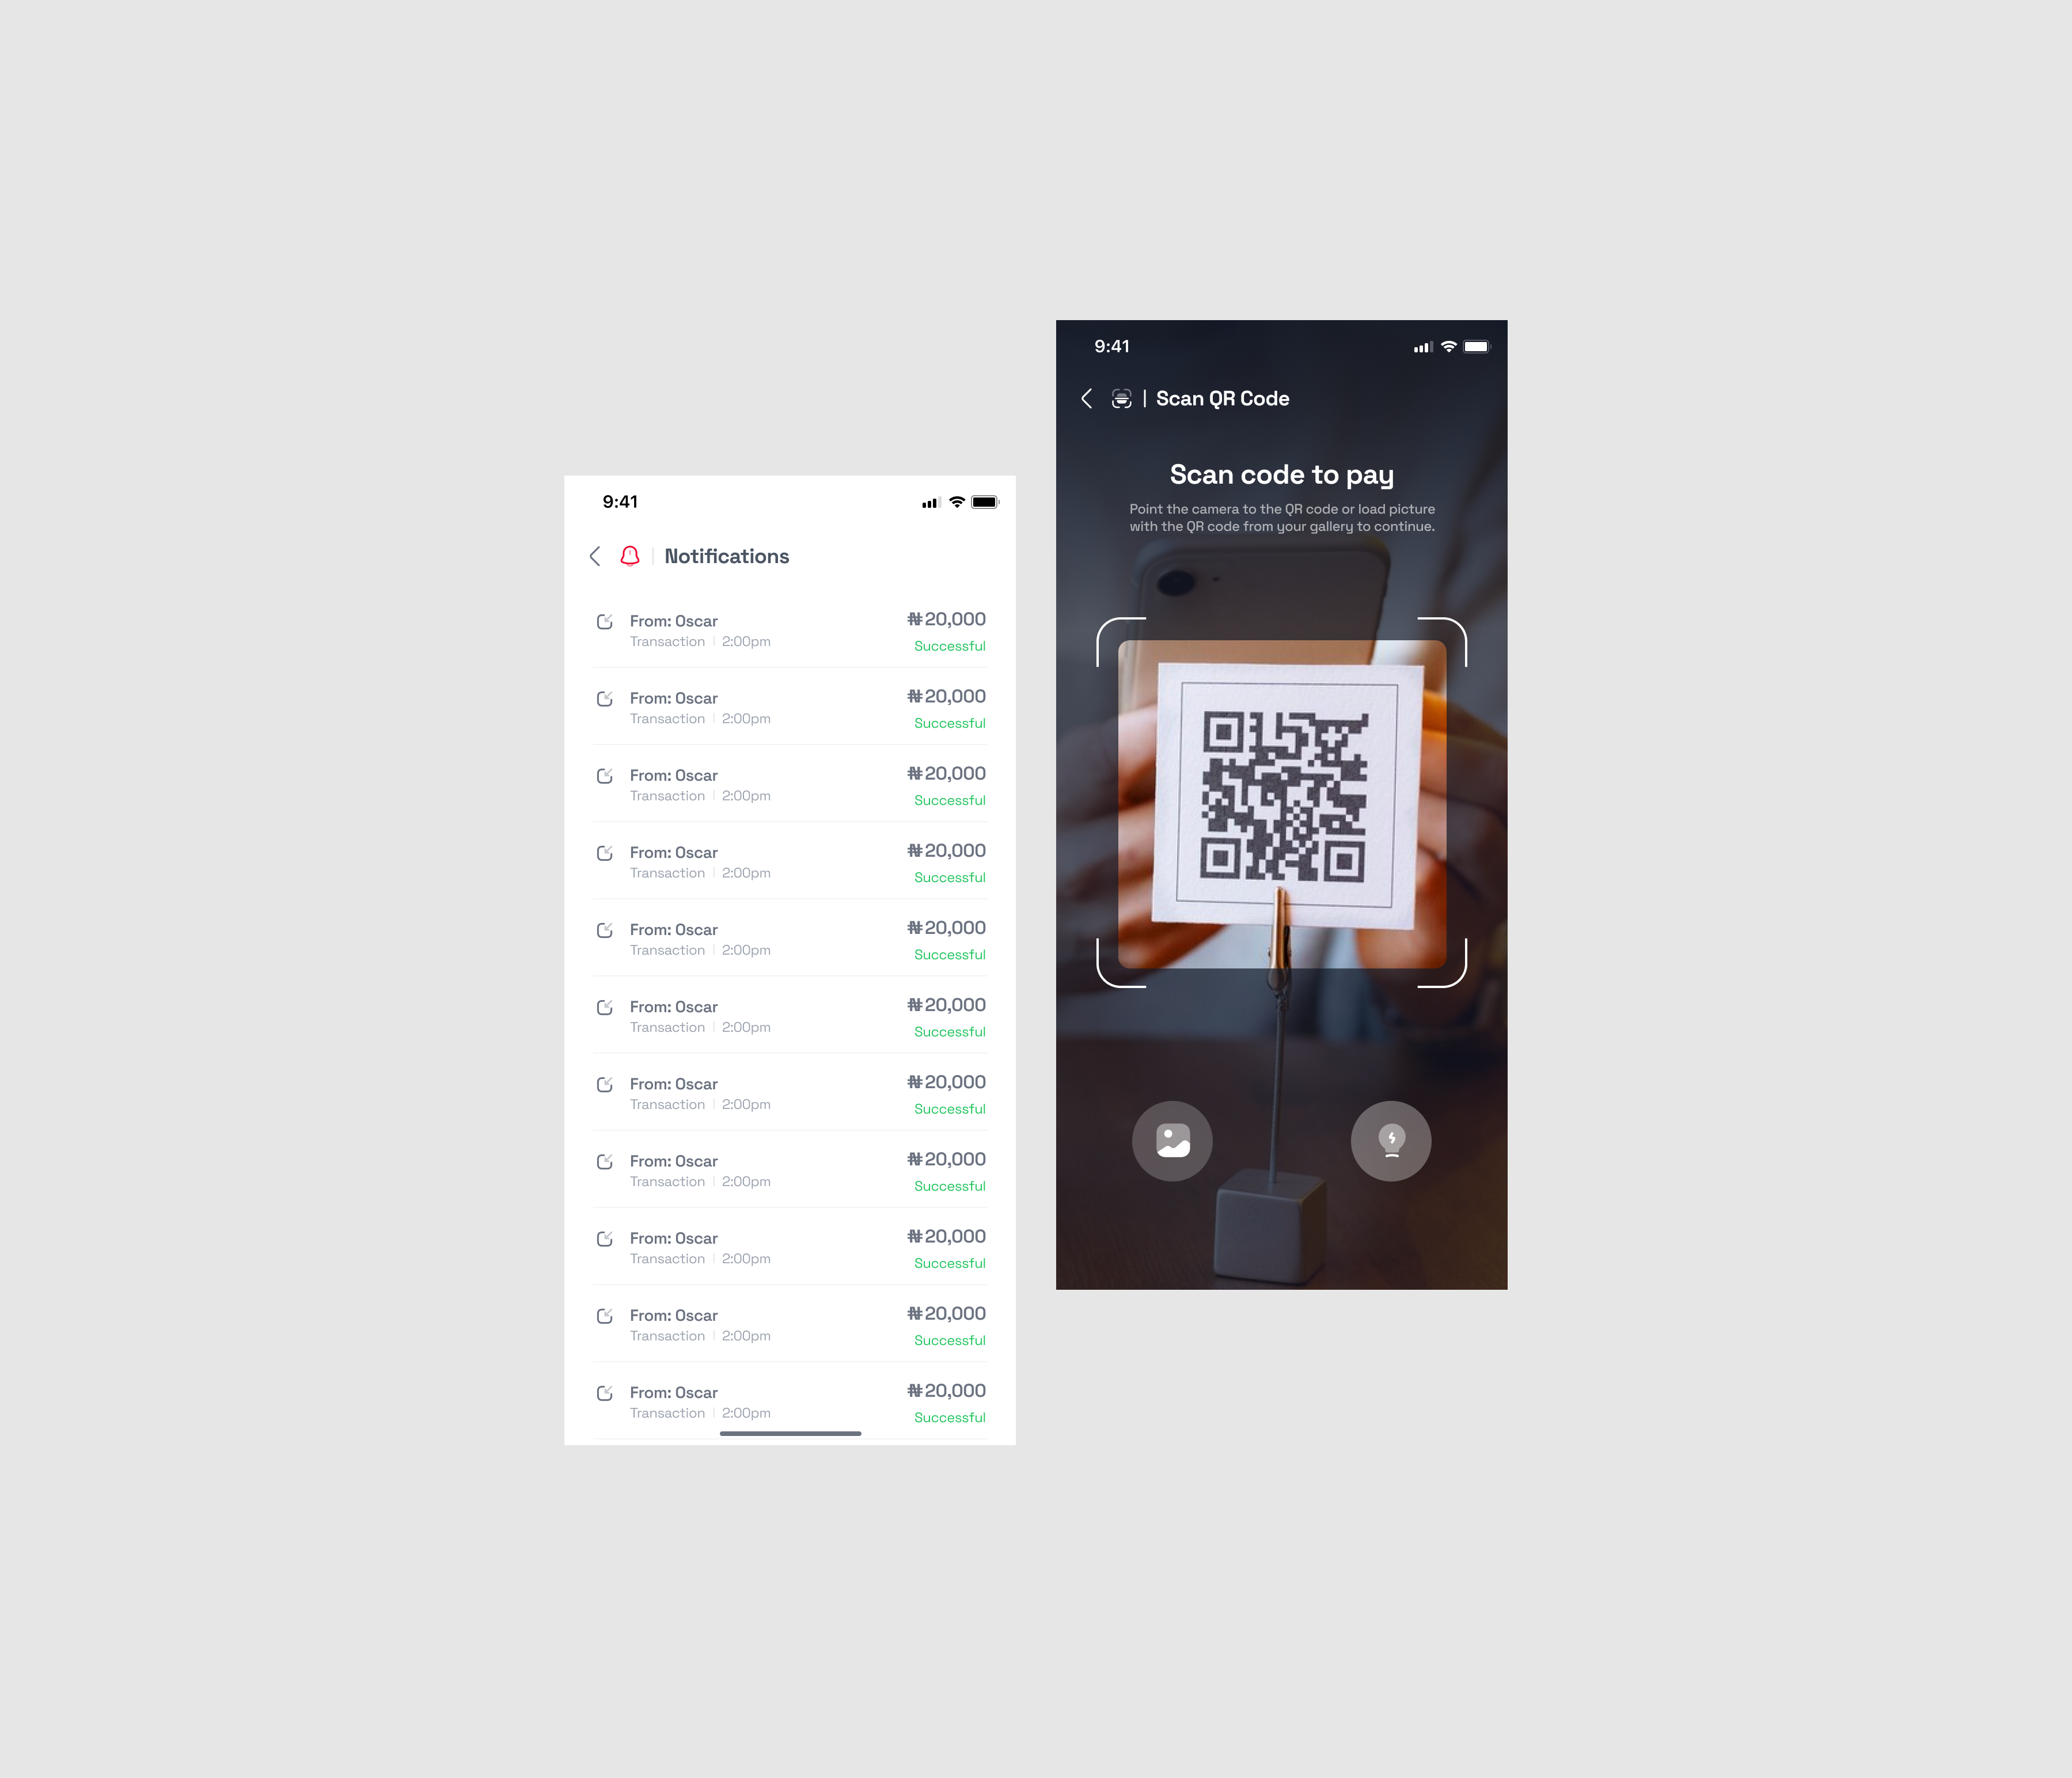 9:41
Notifications
From: Oscar
₦20,000
Transaction | 2:00pm
Successful
From: Oscar
₦20,000
Transaction | 2:00pm
Successful
From: Oscar
₦20,000
Transaction | 2:00pm
Successful
From: Oscar
₦20,000
Transaction | 2:00pm
Successful
From: Oscar
₦20,000
Transaction | 2:00pm
Successful
From: Oscar
₦20,000
Transaction | 2:00pm
Successful
From: Oscar
₦20,000
Transaction | 2:00pm
Successful
From: Oscar
₦20,000
Transaction | 2:00pm
Successful
From: Oscar
₦20,000
Transaction | 2:00pm
Successful
From: Oscar
₦20,000
Transaction | 2:00pm
Successful
From: Oscar
₦20,000
Transaction | 2:00pm
Successful
9:41
| Scan QR Code
Scan code to pay
Point the camera to the QR code or load picture
with the QR code from your gallery to continue.